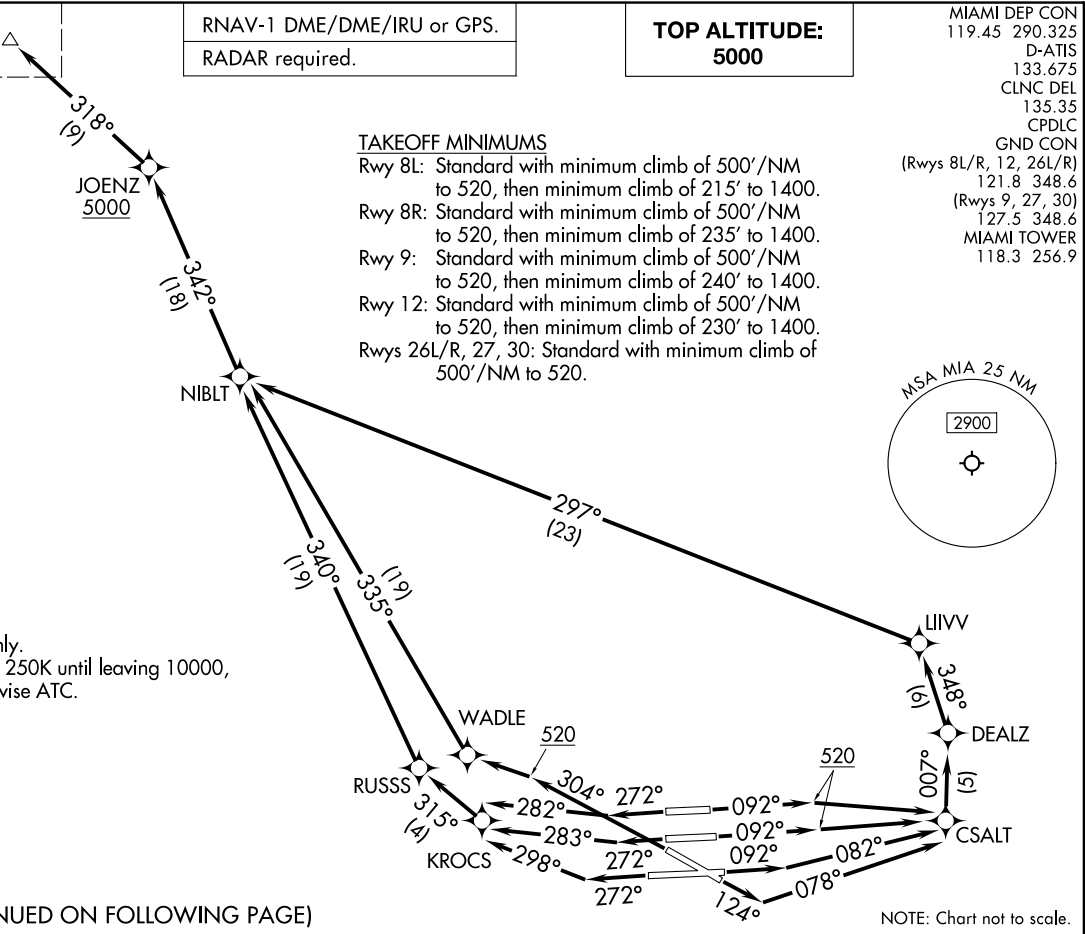 RNAV-1 DME/DME/IRU or GPS.
RADAR required.
TOP ALTITUDE:
5000
MIAMI DEP CON
119.45 290.325
D-ATIS
133.675
CLNC DEL
135.35
CPDLC
GND CON
(Rwys 8L/R, 12, 26L/R)
121.8 348.6
(Rwys 9, 27, 30)
127.5 348.6
MIAMI TOWER
118.3 256.9
318°
(9)
JOENZ
5000
TAKEOFF MINIMUMS
Rwy 8L: Standard with minimum climb of 500'/NM
to 520, then minimum climb of 215' to 1400.
Rwy 8R: Standard with minimum climb of 500'/NM
to 520, then minimum climb of 235' to 1400.
Rwy 9: Standard with minimum climb of 500'/NM
to 520, then minimum climb of 240' to 1400.
Rwy 12: Standard with minimum climb of 500'/NM
to 520, then minimum climb of 230' to 1400.
Rwys 26L/R, 27, 30: Standard with minimum climb of
500'/NM to 520.
342°
(18)
NIBLT
MSA MIA 25 NM
2900
297°
(23)
340°
(19)
335°
(19)
LIIVV
348°
(6)
nly.
250K until leaving 10000,
vise ATC.
WADLE
520
520
DEALZ
007°
(5)
RUSSS
315°
(4)
304°
282°
272°
092°
283°
272°
092°
CSALT
KROCS
298°
272°
092°
082°
124°
078°
NUED ON FOLLOWING PAGE)
NOTE: Chart not to scale.